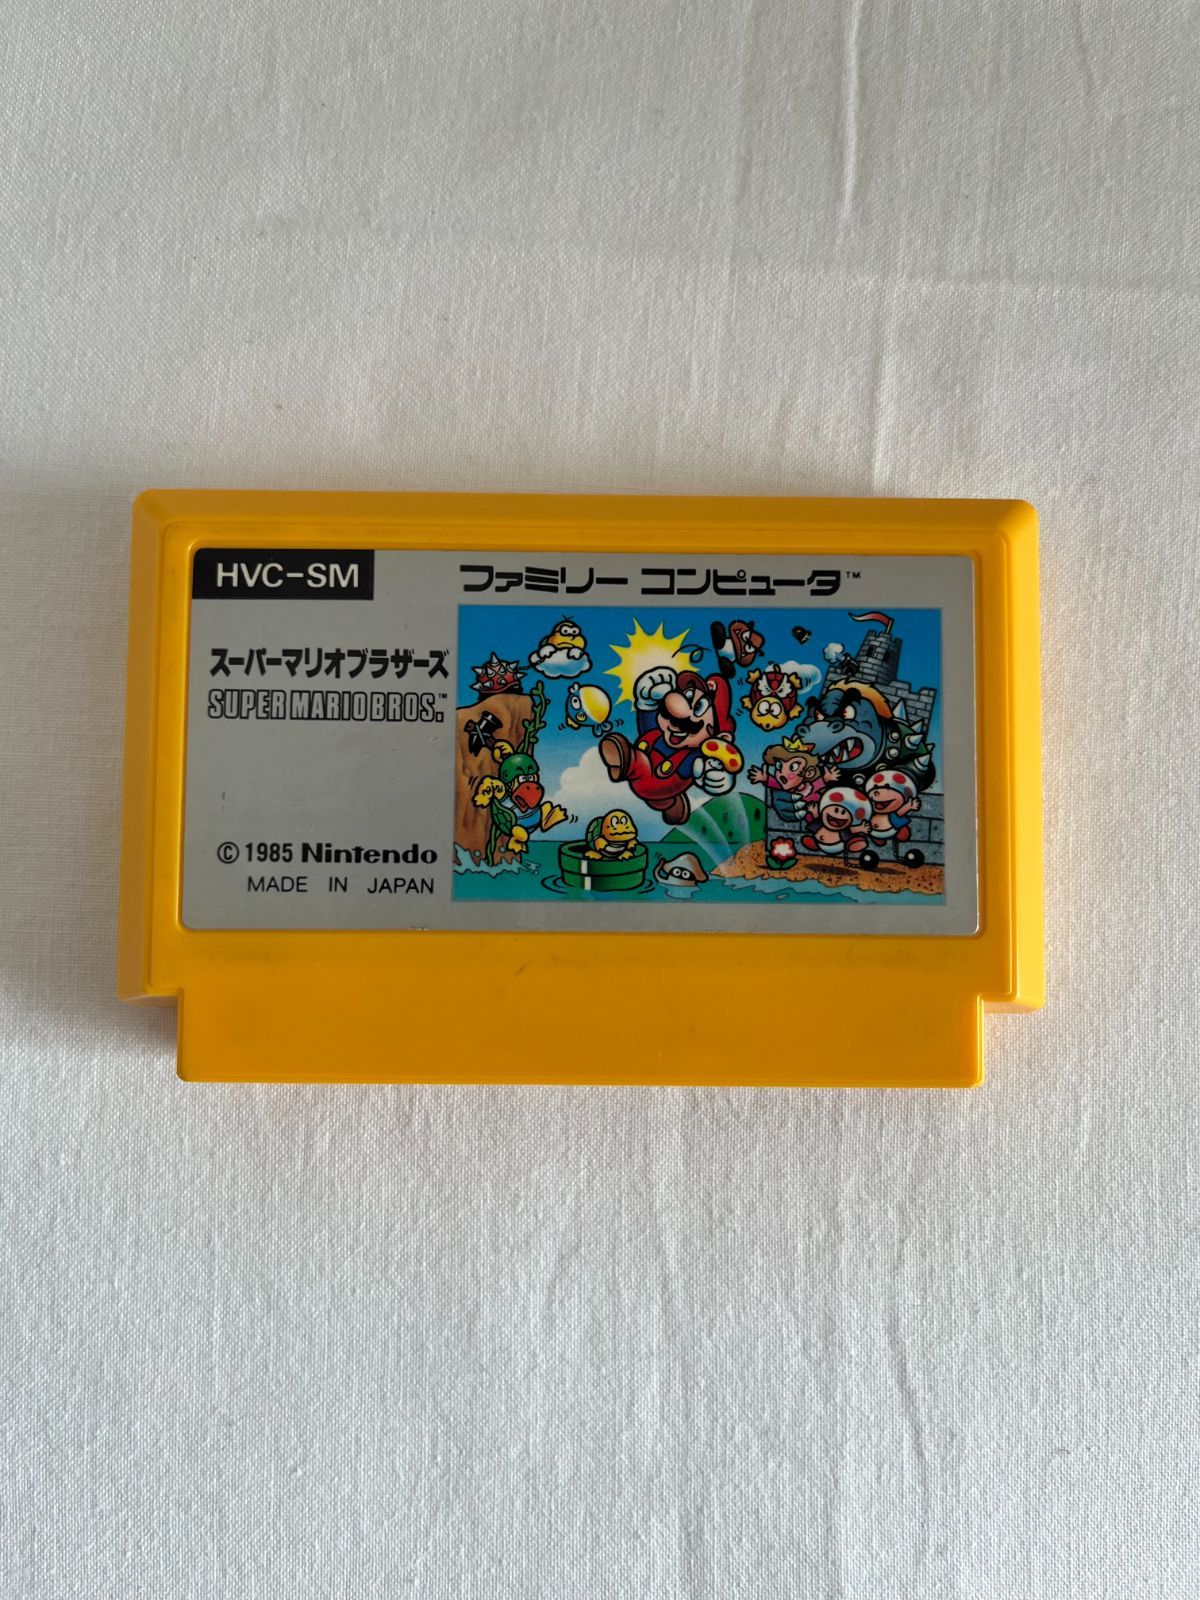 HVC-SM
ファミリー コンピュータ™
スーパーマリオブラザーズ
SUPER MARIO BROS.™
© 1985 Nintendo
MADE IN JAPAN